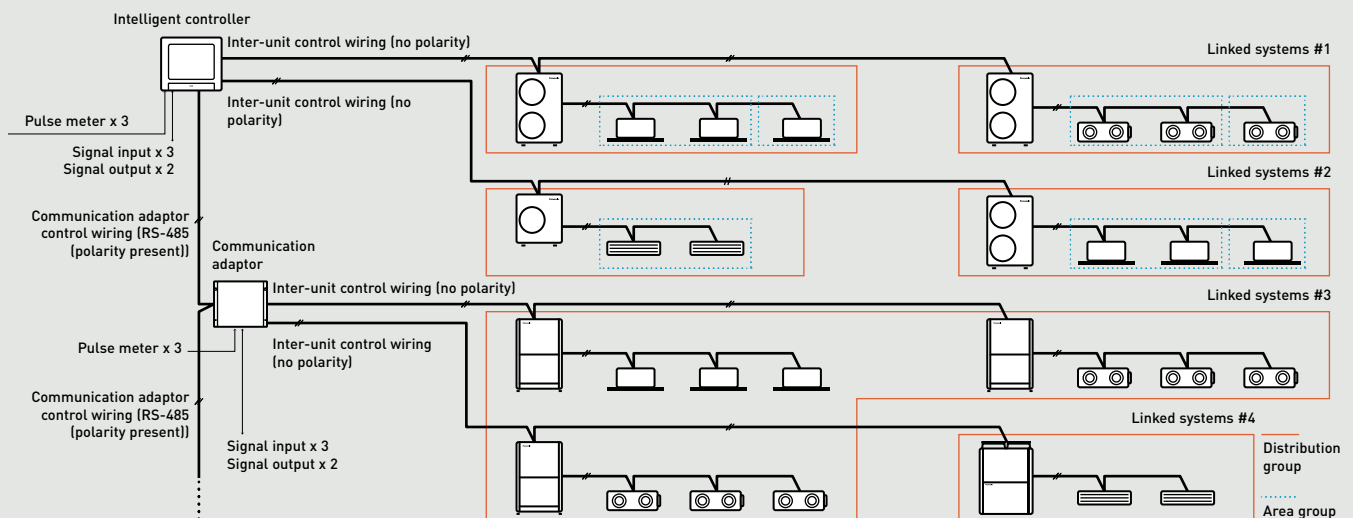 Intelligent controller
Inter-unit control wiring (no polarity)
Linked systems #1
Inter-unit control wiring (no
polarity)
Pulse meter x 3
Signal input x 3
Signal output x 2
Linked systems #2
Communication adaptor
control wiring (RS-485
(polarity present))
Communication
adaptor
Inter-unit control wiring (no polarity)
Linked systems #3
Inter-unit control wiring
(no polarity)
Pulse meter x 3
Communication adaptor
control wiring (RS-485
(polarity present))
Signal input x 3
Signal output x 2
Linked systems #4
Distribution
group
Area group